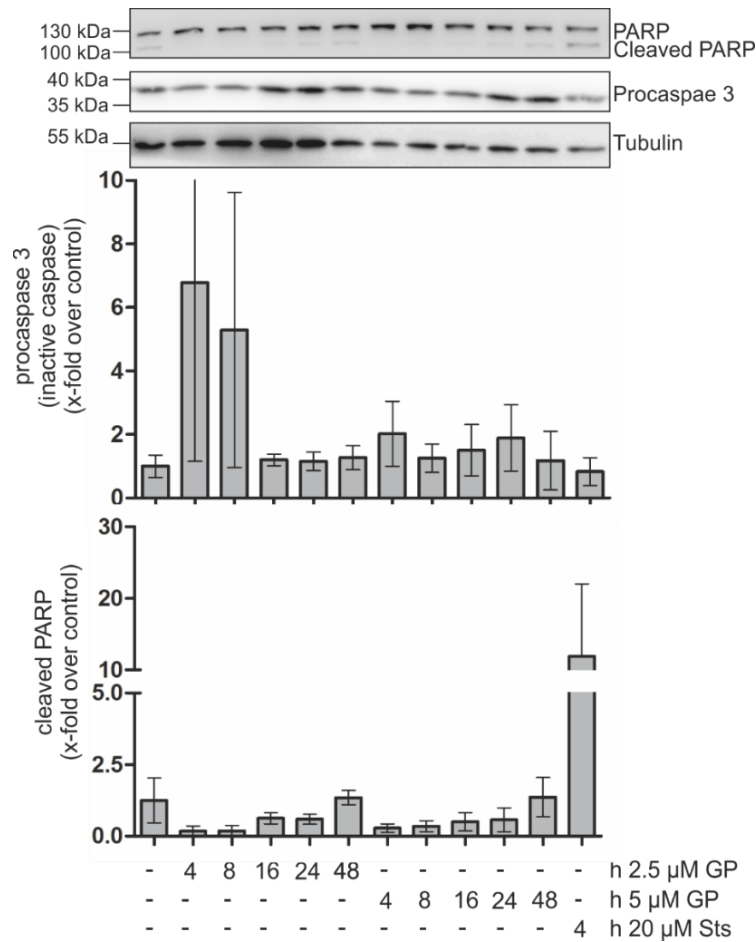 130 kDa
100 kDa
PARP
Cleaved PARP
40 kDa
35 kDa
Procaspae 3
55 kDa
Tubulin
procaspase 3
(inactive caspase)
(x-fold over control)
10
8
6
4
2
0
cleaved PARP
(x-fold over control)
30
20
10
5.0
2.5
0.0
- 4 8 16 24 48 - - - - - - h 2.5 µM GP
- - - - - - 4 8 16 24 48 - h 5 µM GP
- - - - - - - - - - - 4 h 20 µM Sts